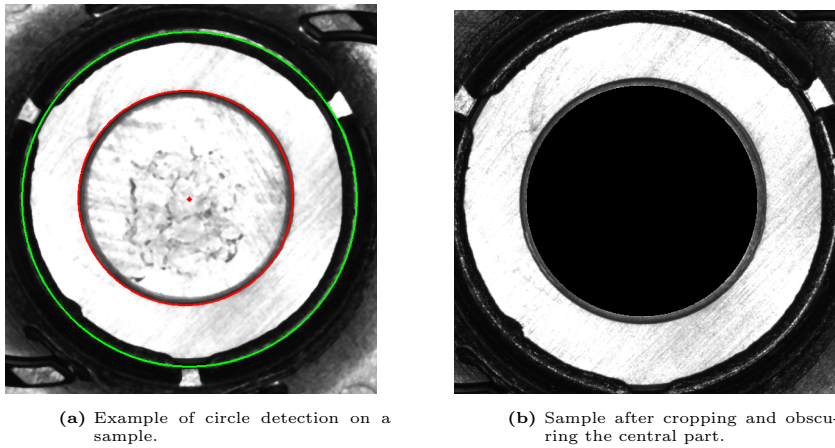 (a) Example of circle detection on a
sample.
(b) Sample after cropping and obscu-
ring the central part.